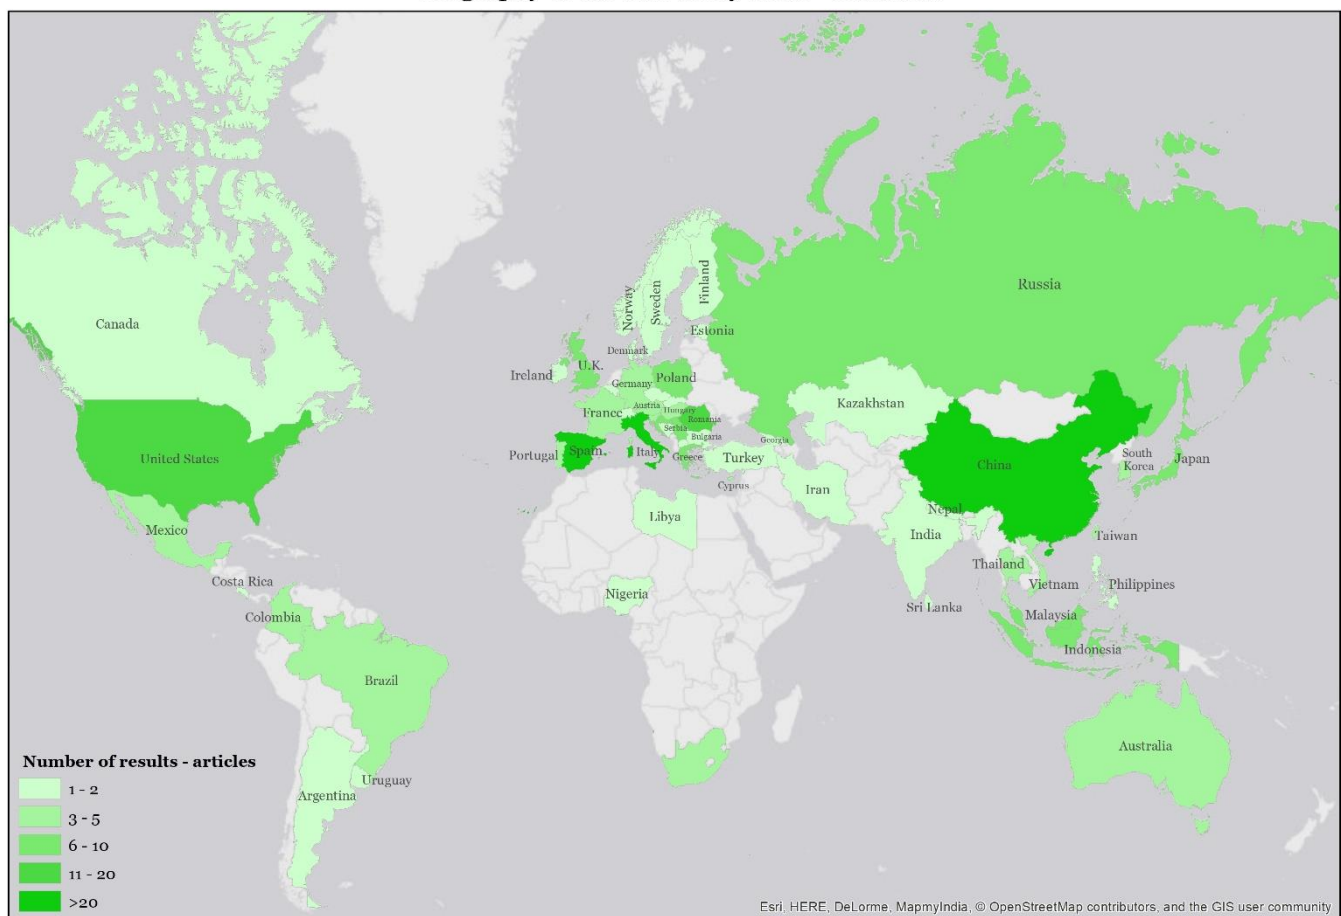 Canada
United States
Mexico
Costa Rica
Colombia
Brazil
Uruguay
Argentina
Norway
Sweden
Finland
Estonia
Denmark
Ireland
U.K.
Poland
Germany
France
Austria
Hungary
Romania
Serbia
Bulgaria
Georgia
Portugal
Spain
Italy
Greece
Turkey
Cyprus
Libya
Nigeria
Russia
Kazakhstan
Iran
China
Nepal
India
Sri Lanka
South
Korea
Japan
Taiwan
Thailand
Vietnam
Philippines
Malaysia
Indonesia
Australia
Number of results - articles
1 - 2
3 - 5
6 - 10
11 - 20
>20
Esri, HERE, DeLorme, MapmyIndia, © OpenStreetMap contributors, and the GIS user community